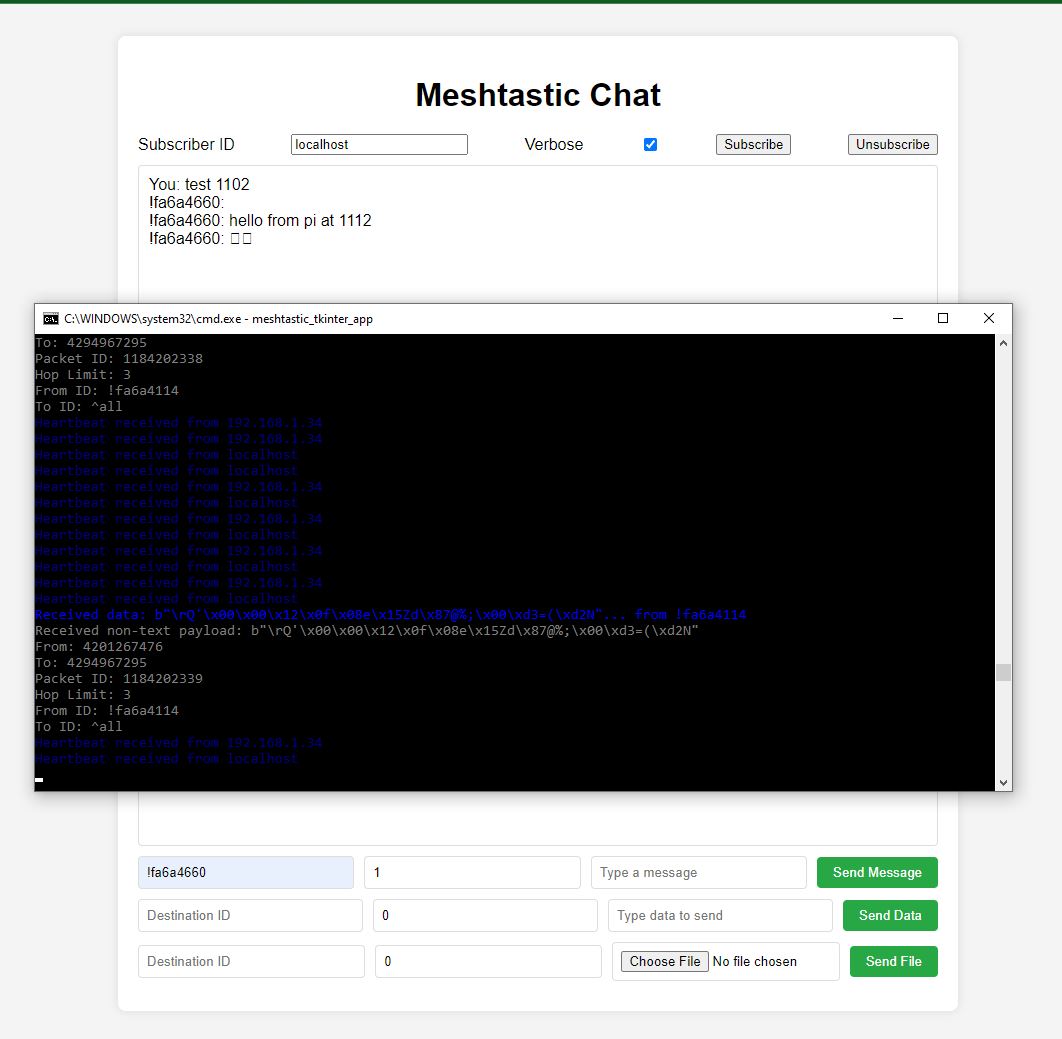 Meshtastic Chat
Subscriber ID localhost Verbose Subscribe Unsubscribe
You: test 1102
!fa6a4660:
!fa6a4660: hello from pi at 1112
!fa6a4660: □□
C:\WINDOWS\system32\cmd.exe - meshtastic_tkinter_app
To: 4294967295
Packet ID: 1184202338
Hop Limit: 3
From ID: !fa6a4114
To ID: ^all
Heartbeat received from 192.168.1.34
Heartbeat received from 192.168.1.34
Heartbeat received from localhost
Heartbeat received from localhost
Heartbeat received from 192.168.1.34
Heartbeat received from localhost
Heartbeat received from 192.168.1.34
Heartbeat received from localhost
Heartbeat received from 192.168.1.34
Heartbeat received from localhost
Heartbeat received from 192.168.1.34
Heartbeat received from localhost
Received data: b"\rQ'\x00\x00\x12\x0f\x08e\x15Zd\x87@%;\x00\xd3=(\xd2N"... from !fa6a4114
Received non-text payload: b"\rQ'\x00\x00\x12\x0f\x08e\x15Zd\x87@%;\x00\xd3=(\xd2N"
From: 4201267476
To: 4294967295
Packet ID: 1184202339
Hop Limit: 3
From ID: !fa6a4114
To ID: ^all
Heartbeat received from 192.168.1.34
Heartbeat received from localhost
!fa6a4660 1 Type a message Send Message
Destination ID 0 Type data to send Send Data
Destination ID 0 Choose File No file chosen Send File